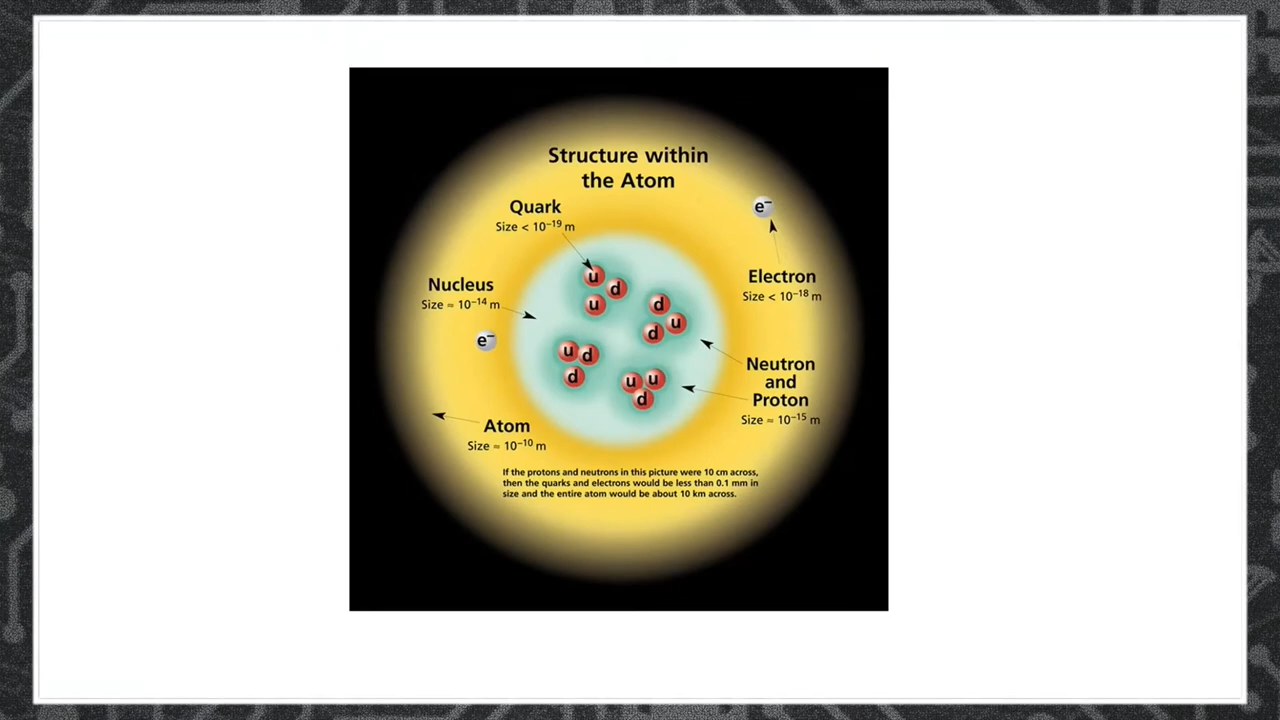 Structure within
the Atom
Quark
Size < 10⁻¹⁹ m
e⁻
Electron
Size < 10⁻¹⁸ m
Nucleus
Size ≈ 10⁻¹⁴ m
e⁻
u
d
u
d
u
d
u
d
d
u
u
d
Neutron
and
Proton
Size ≈ 10⁻¹⁵ m
Atom
Size ≈ 10⁻¹⁰ m
If the protons and neutrons in this picture were 10 cm across,
then the quarks and electrons would be less than 0.1 mm in
size and the entire atom would be about 10 km across.